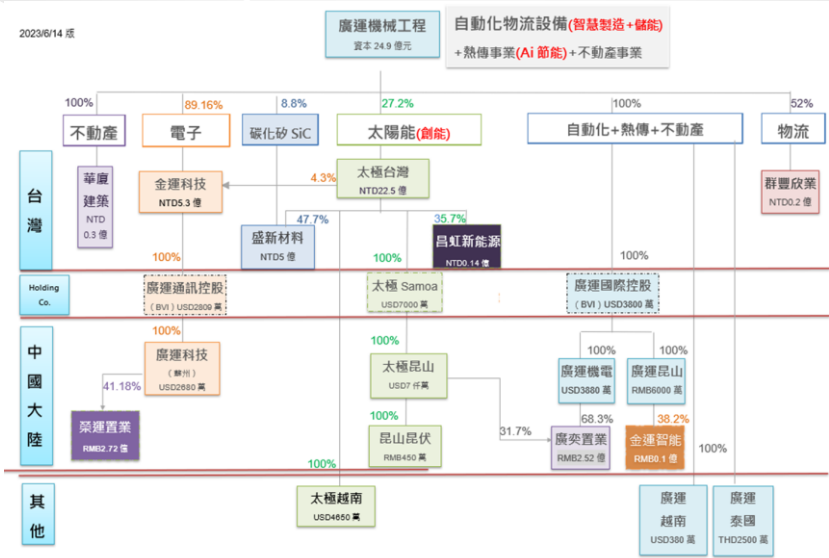 2023/6/14 版
廣運機械工程
資本 24.9 億元
自動化物流設備(智慧製造+儲能)
+熱傳事業(Ai 節能)+不動產事業
100%
89.16%
8.8%
27.2%
100%
52%
不動產
電子
碳化矽 SiC
太陽能(創能)
自動化+熱傳+不動產
物流
台灣
華廈
建築
NTD
0.3 億
金運科技
NTD5.3 億
4.3%
太極台灣
NTD22.5 億
群豐欣業
NTD0.2 億
47.7%
35.7%
盛新材料
NTD5 億
昌虹新能源
NTD0.14 億
100%
100%
100%
Holding
Co.
廣運通訊控股
(BVI) USD2800 萬
太極 Samoa
USD7000 萬
廣運國際控股
(BVI) USD3800 萬
中國大陸
100%
100%
100%
100%
廣運科技
(蘇州)
USD2680 萬
太極昆山
USD7 仟萬
廣運機電
USD3880 萬
廣運昆山
RMB6000 萬
41.18%
100%
31.7%
68.3%
38.2%
榮運置業
RMB2.72 億
昆山昆伏
RMB450 萬
廣奕置業
RMB2.52 億
金運智能
RMB0.1 億
100%
100%
其他
太極越南
USD4650 萬
廣運
越南
USD380 萬
廣運
泰國
THD2500 萬